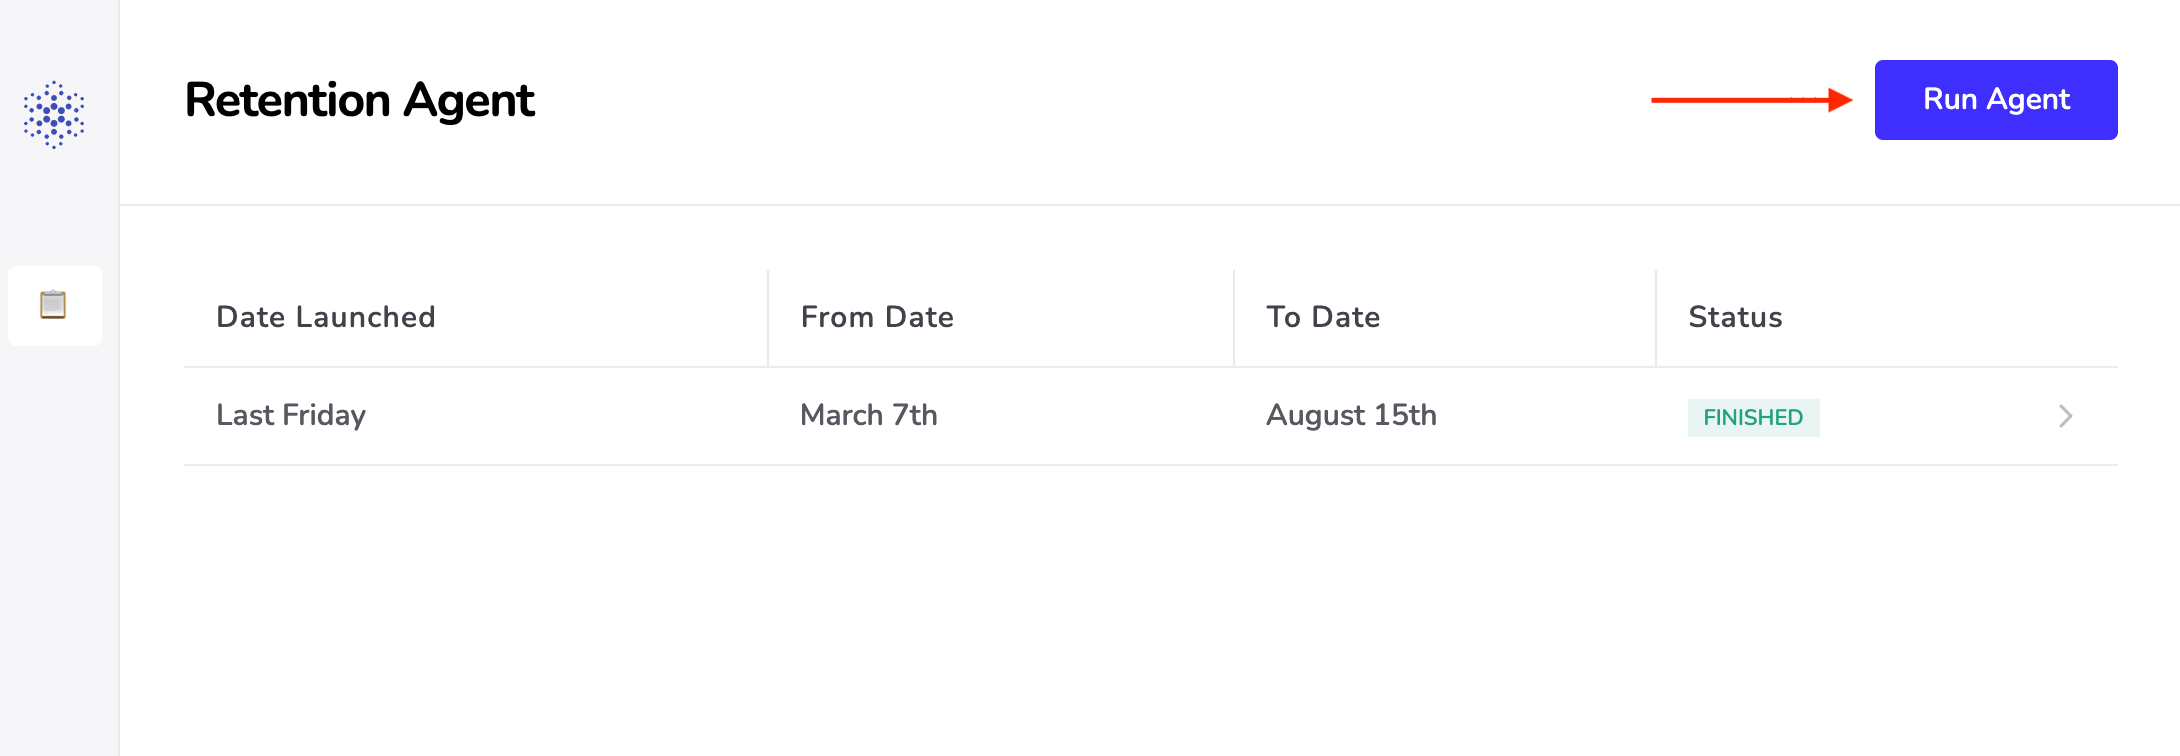 Retention Agent
Run Agent
Date Launched From Date To Date Status
Last Friday March 7th August 15th FINISHED